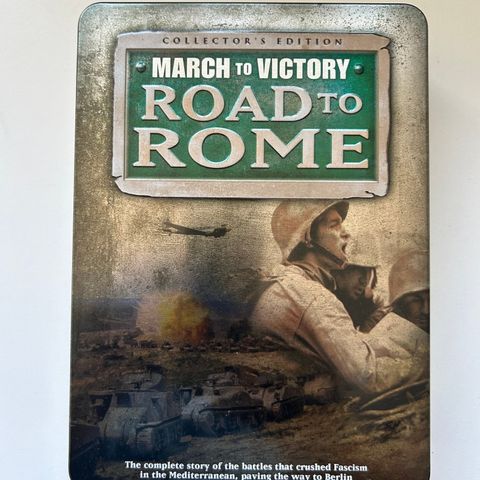 COLLECTOR'S EDITION
MARCH TO VICTORY
ROAD TO
ROME
The complete story of the battles that crushed Fascism
in the Mediterranean, paving the way to Berlin